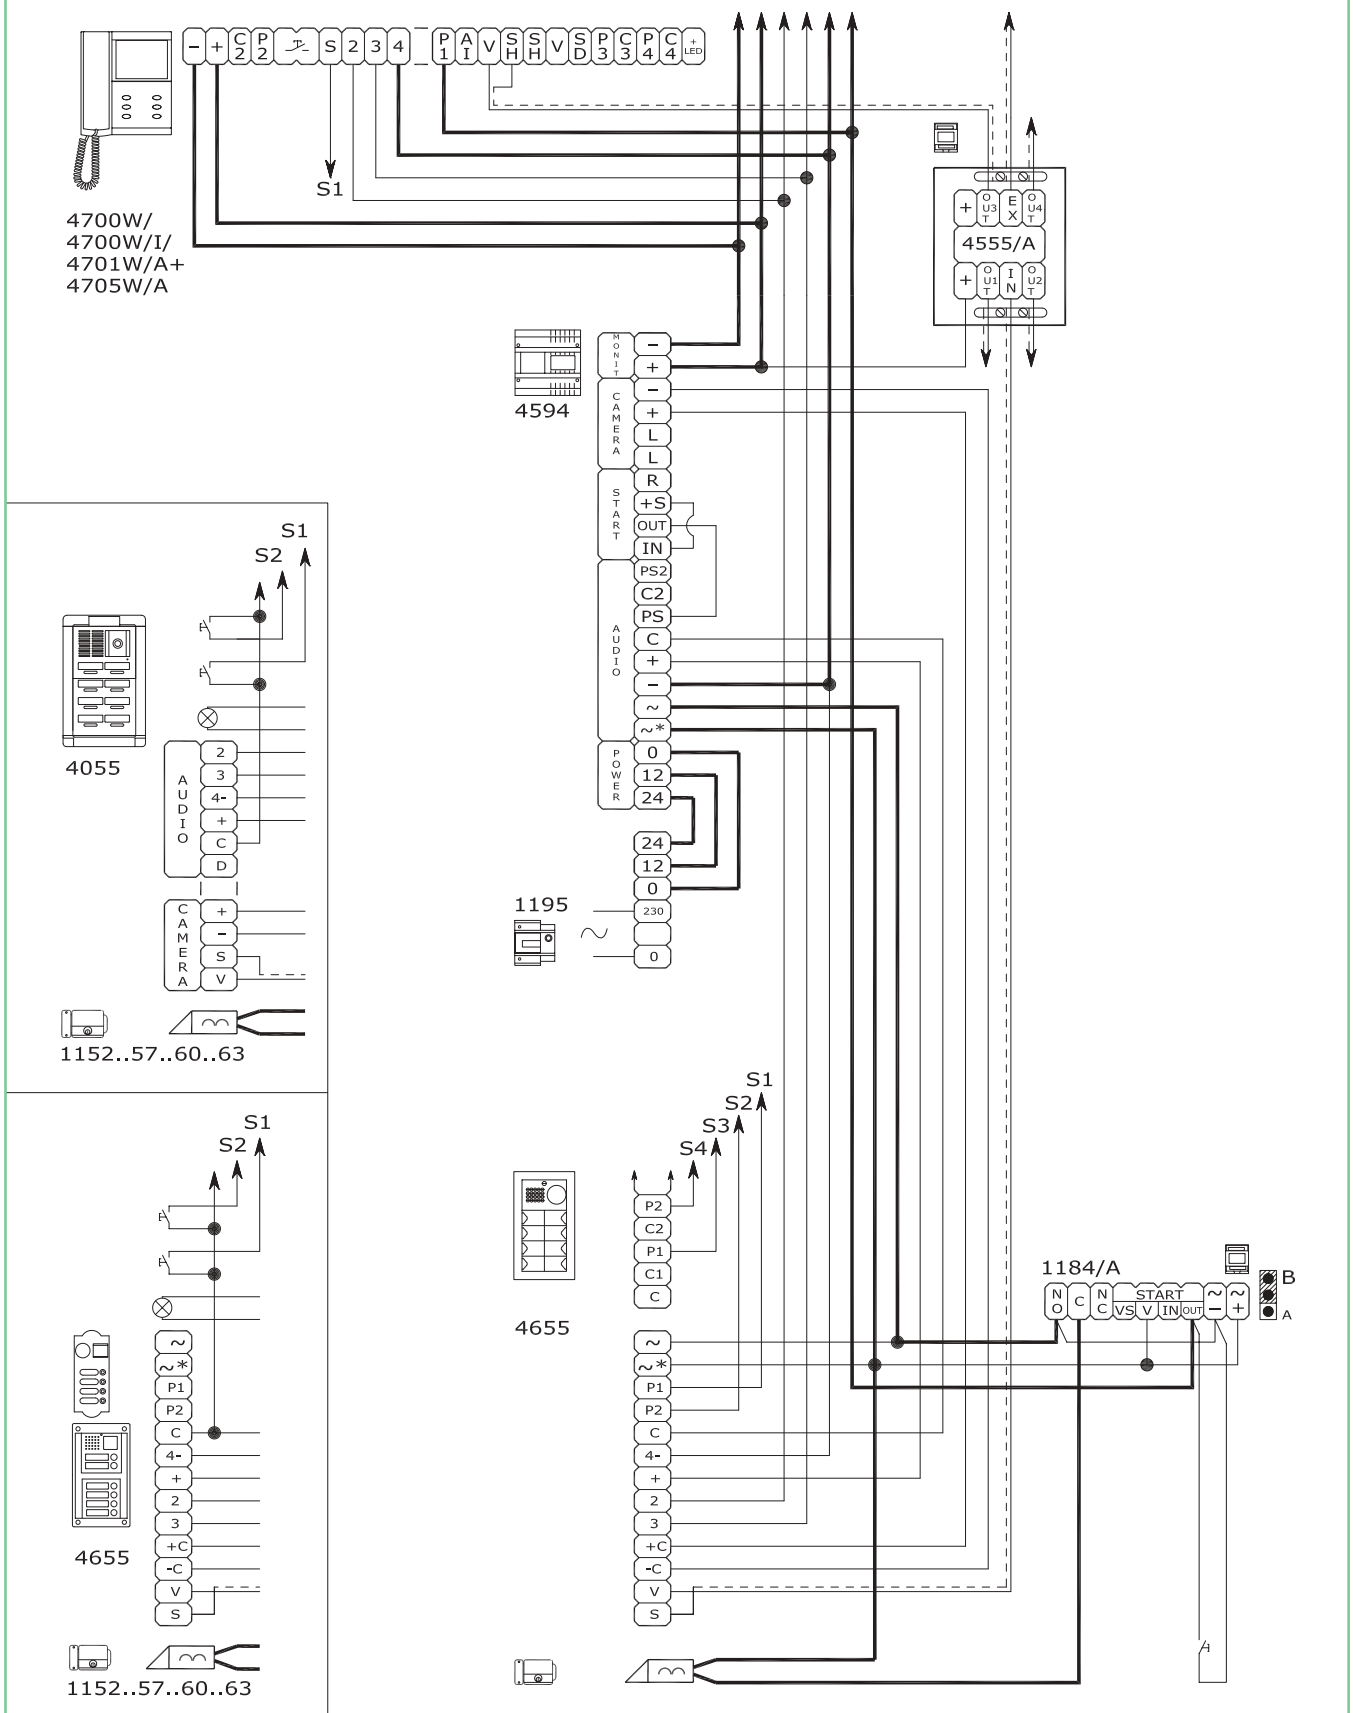 − + C2 P2 S 2 3 4 P1 AI V SH SH V SD P3 C3 P4 C4 +LED
S1
4700W/
4700W/I/
4701W/A+
4705W/A
+ OUT3 EX OUT4
4555/A
+ OUT1 IN OUT2
4594
MONIT
−
+
CAMERA
−
+
L
L
START
R
+S
OUT
IN
AUDIO
PS2
C2
PS
C
+
−
~
~*
POWER
0
12
24
24
12
0
1195
230
0
S1
S2
4055
AUDIO
2
3
4-
+
C
D
CAMERA
+
−
S
V
1152..57..60..63
S1
S2
~
~*
P1
P2
C
4-
+
2
3
+C
-C
V
S
4655
1152..57..60..63
S1
S2
S3
S4
P2
C2
P1
C1
C
4655
~
~*
P1
P2
C
4-
+
2
3
+C
-C
V
S
1184/A
NO C NC START ~− ~+
VS V IN OUT
B
A